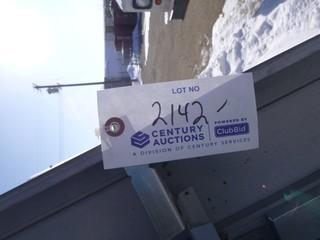 LOT NO
2142-
CENTURY AUCTIONS
POWERED BY
ClubBid
A DIVISION OF CENTURY SERVICES